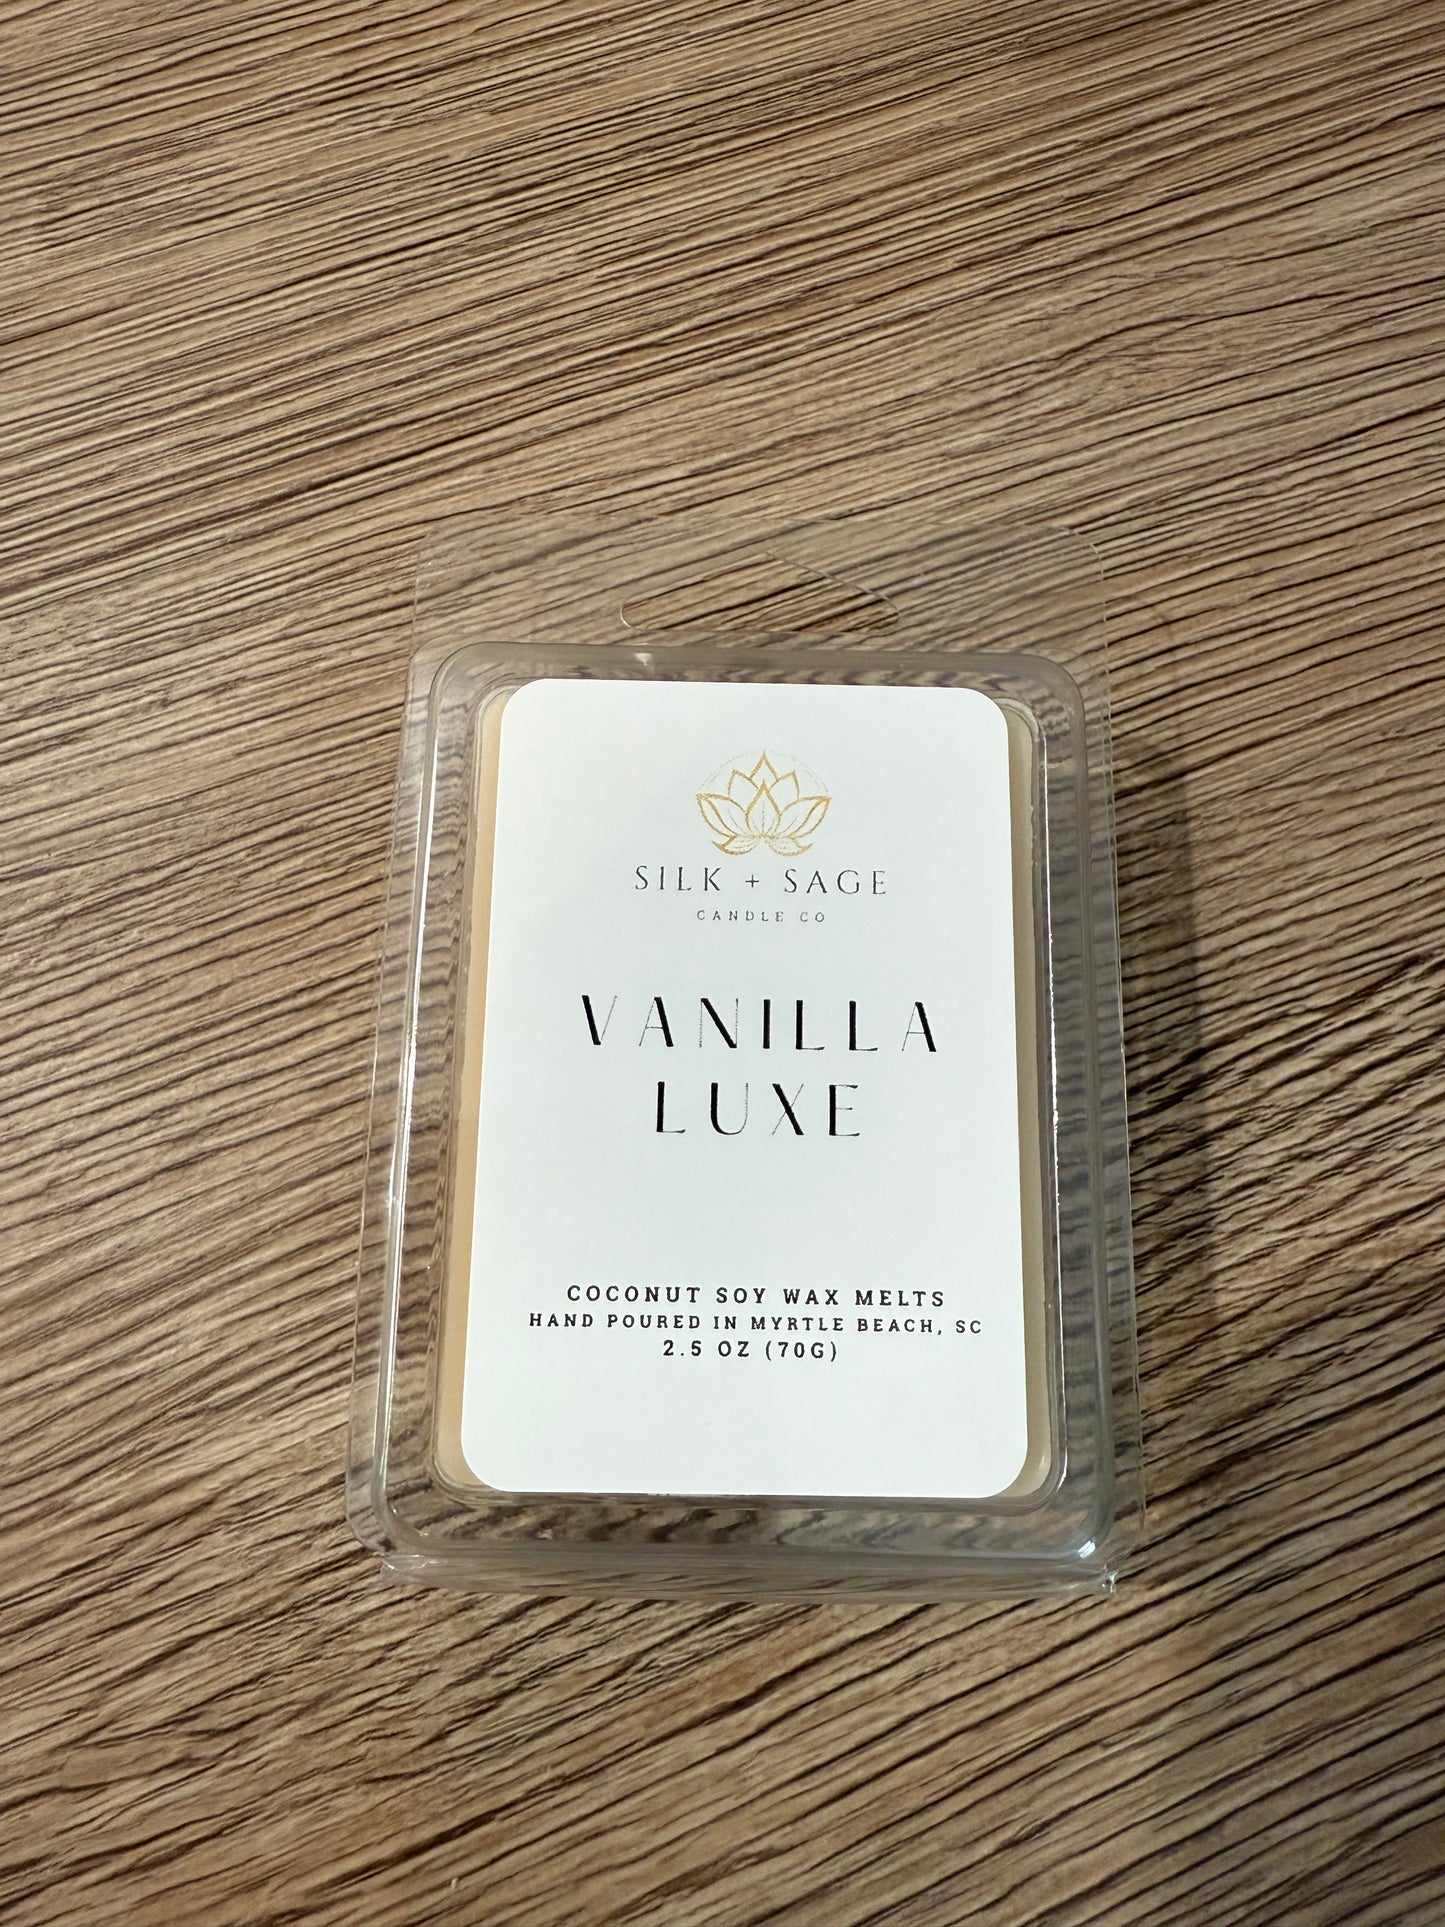 SILK + SAGE
CANDLE CO
VANILLA
LUXE
COCONUT SOY WAX MELTS
HAND POURED IN MYRTLE BEACH, SC
2.5 OZ (70G)